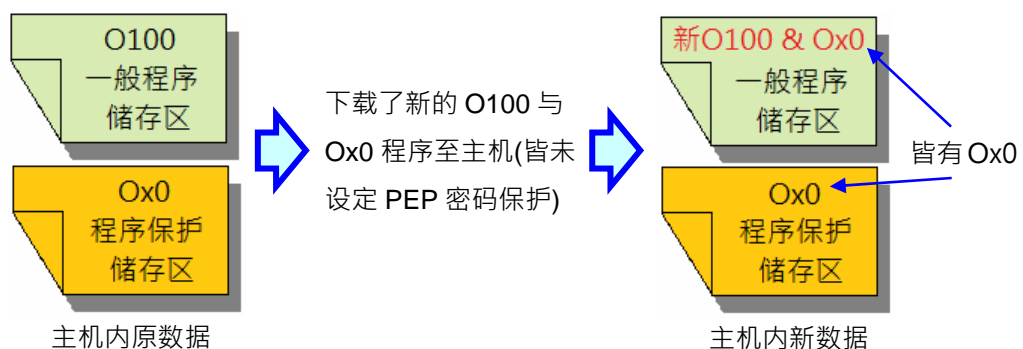 O100
一般程序
储存区
Ox0
程序保护
储存区
主机内原数据
下载了新的 O100 与
Ox0 程序至主机(皆未
设定 PEP 密码保护)
新O100 & Ox0
一般程序
储存区
Ox0
程序保护
储存区
主机内新数据
皆有 Ox0